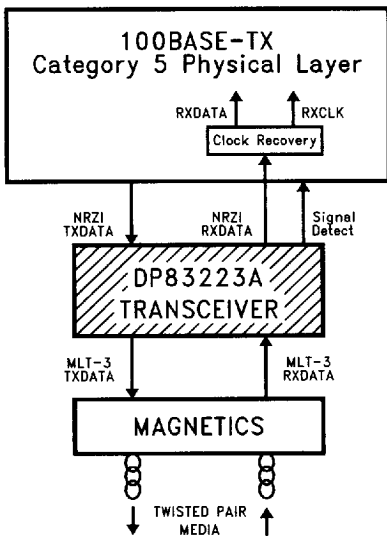 100BASE-TX
Category 5 Physical Layer
RXDATA
RXCLK
Clock Recovery
NRZI
TXDATA
NRZI
RXDATA
Signal
Detect
DP83223A
TRANSCEIVER
MLT-3
TXDATA
MLT-3
RXDATA
MAGNETICS
TWISTED PAIR
MEDIA